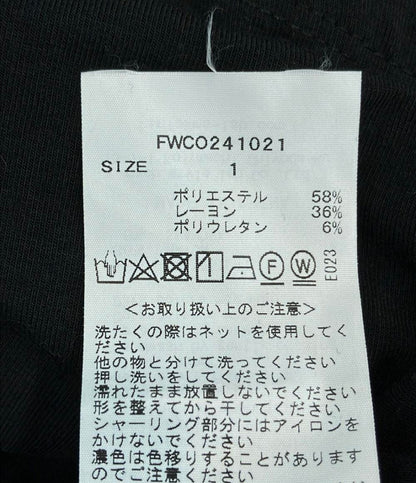 FWCO241021
SIZE 1
ポリエステル 58%
レーヨン 36%
ポリウレタン 6%
F W E023
<お取り扱い上のご注意>
洗たくの際はネットを使用してく
ださい
他の物と分けて洗ってください
押し洗いをしてください
濡れたまま放置しないでください
形を整えてから干してください
シャーリング部分にはアイロンを
かけないでください
濃色は色移りすることがあります
のでご注意ください